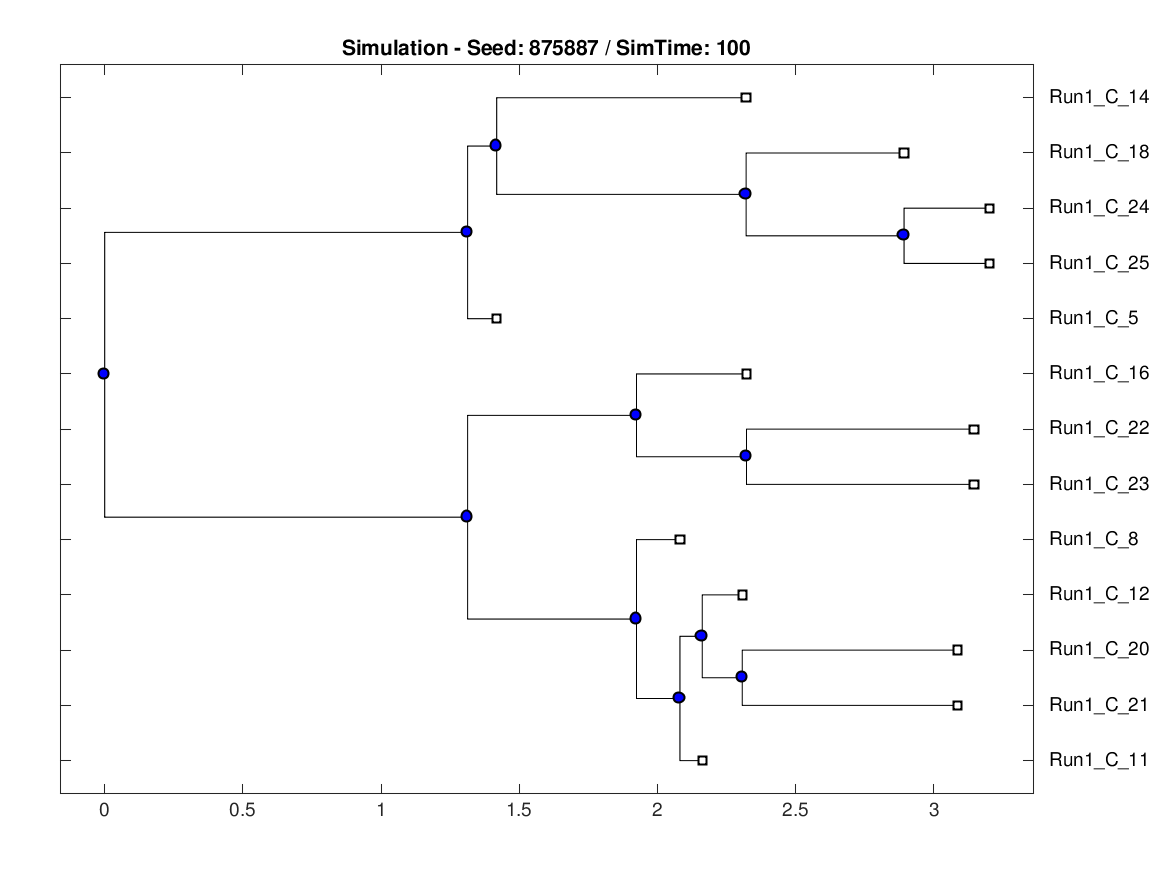 Simulation - Seed: 875887 / SimTime: 100
Run1_C_14
Run1_C_18
Run1_C_24
Run1_C_25
Run1_C_5
Run1_C_16
Run1_C_22
Run1_C_23
Run1_C_8
Run1_C_12
Run1_C_20
Run1_C_21
Run1_C_11
0 0.5 1 1.5 2 2.5 3